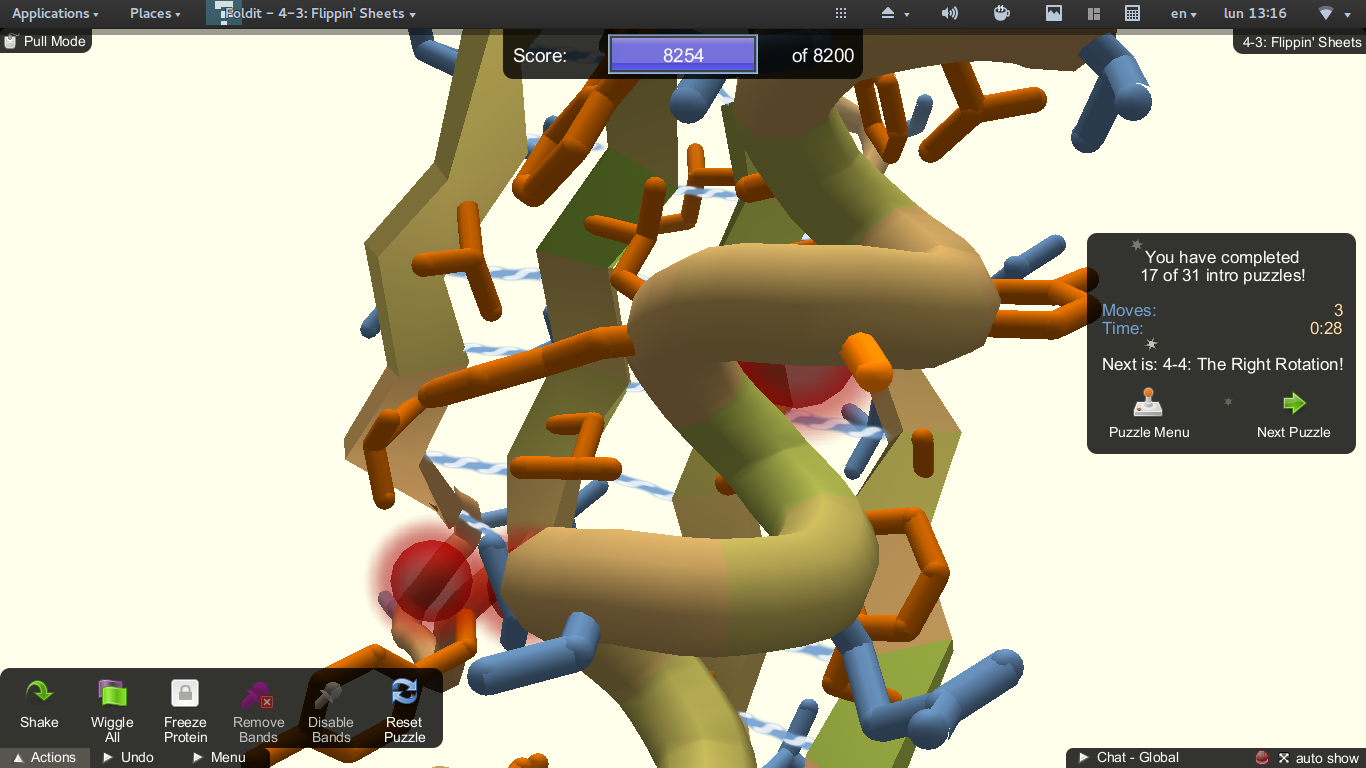 Applications Places Foldit - 4-3: Flippin' Sheets en lun 13:16
Pull Mode
Score: 8254 of 8200
4-3: Flippin' Sheets
You have completed
17 of 31 intro puzzles!
Moves: 3
Time: 0:28
Next is: 4-4: The Right Rotation!
Puzzle Menu Next Puzzle
Shake Wiggle All Freeze Protein Remove Bands Disable Bands Reset Puzzle
Actions Undo Menu
Chat - Global auto show